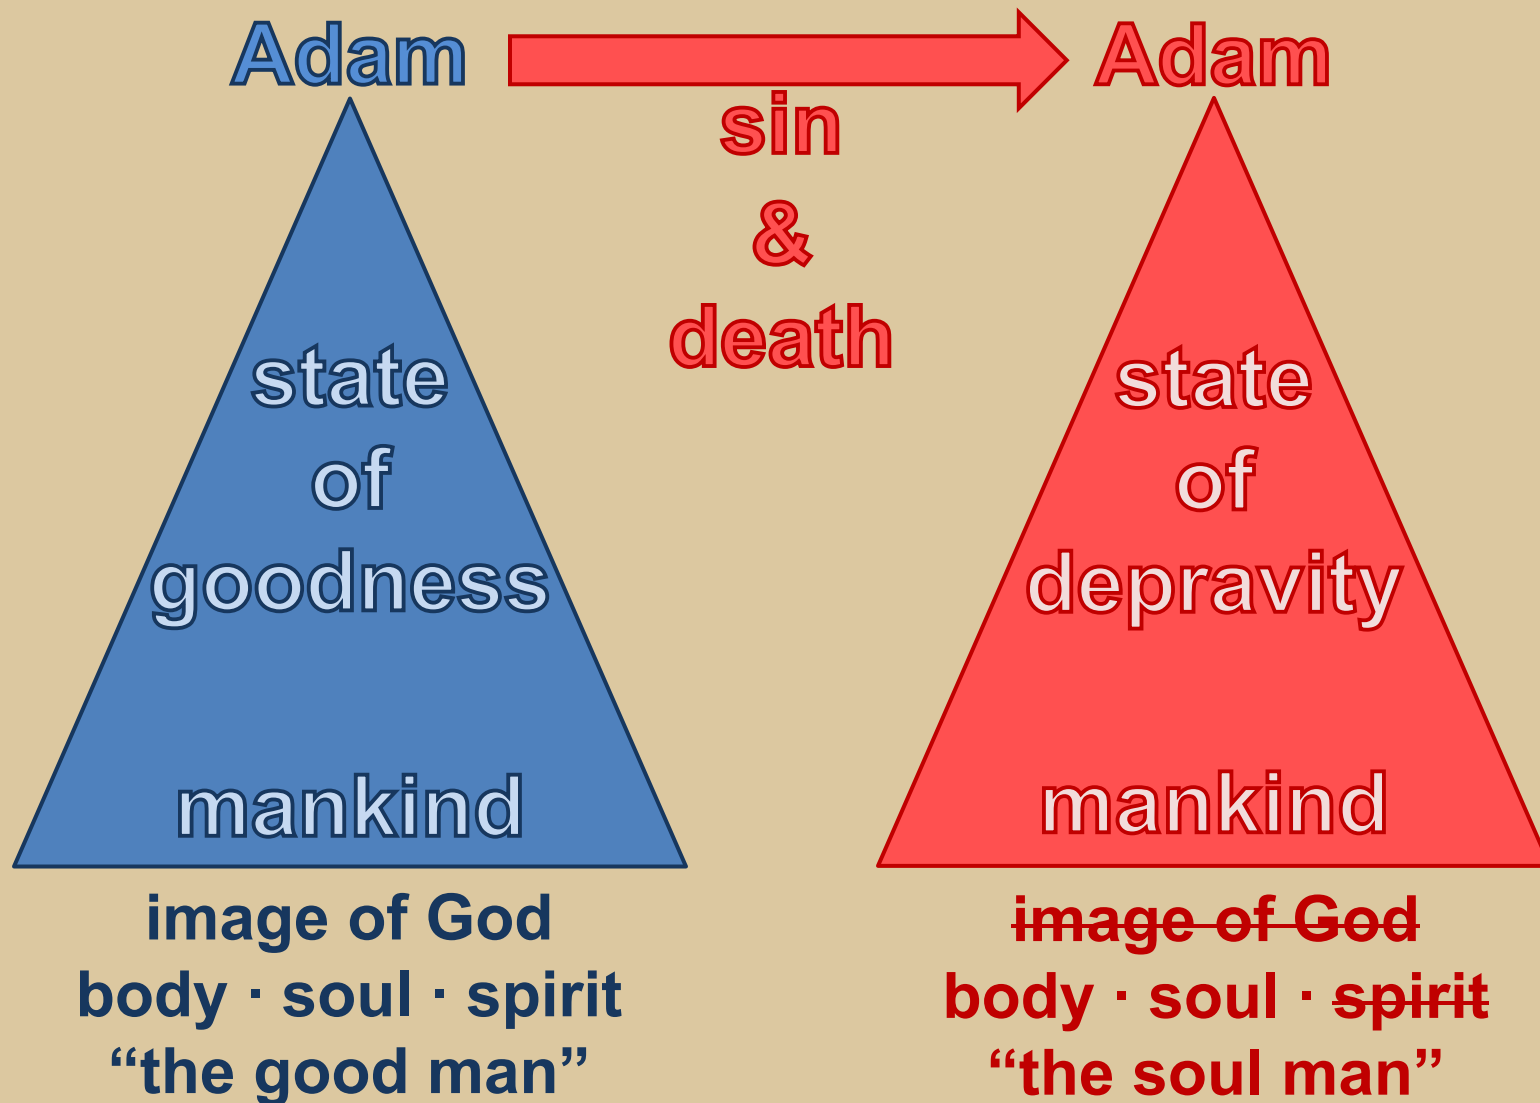 Adam
sin
&
death
Adam
state
of
goodness
mankind
state
of
depravity
mankind
image of God
body · soul · spirit
“the good man”
image of God
body · soul · spirit
“the soul man”